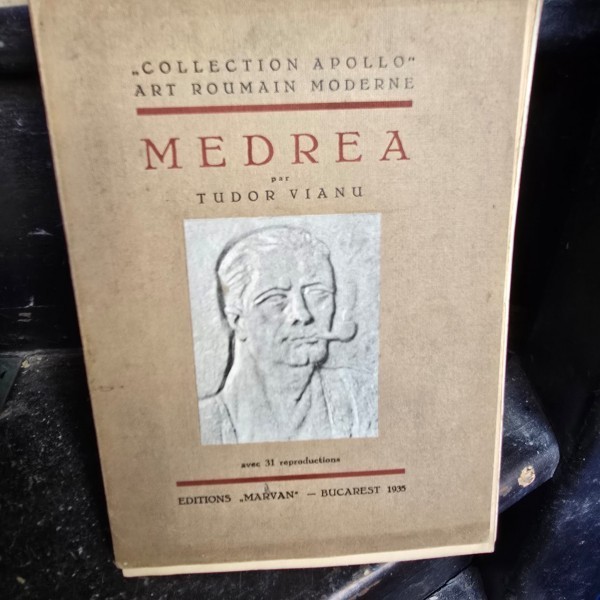 „COLLECTION APOLLO"
ART ROUMAIN MODERNE
MEDREA
par
TUDOR VIANU
avec 31 reproductions
EDITIONS „MARVAN" — BUCAREST 1935